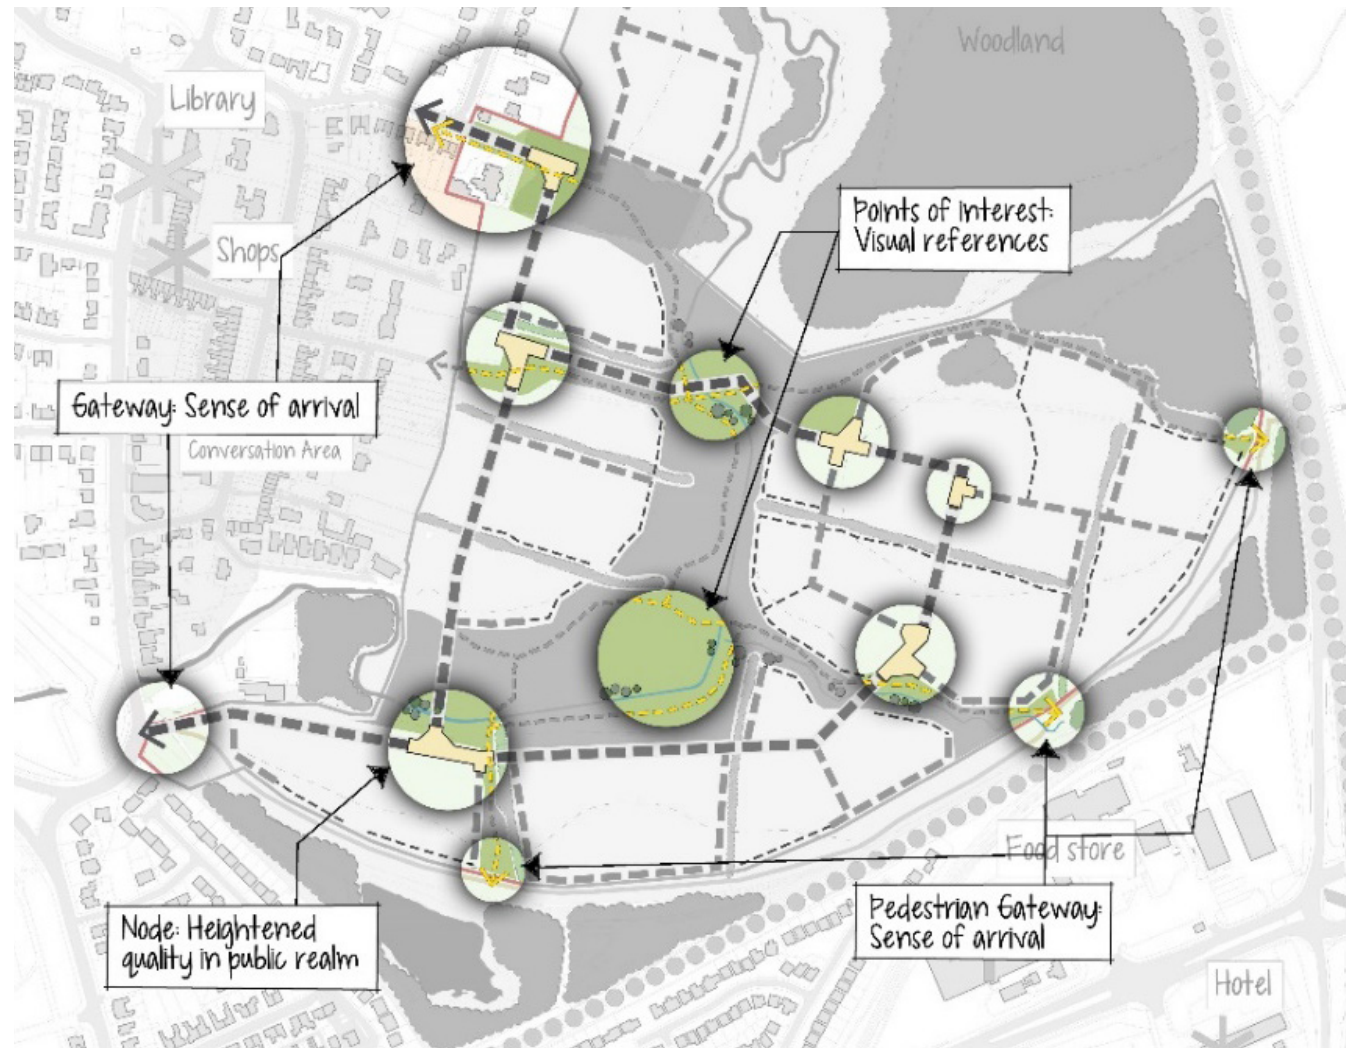 Woodland
Library
Points of Interest:
Visual references
Shops
Gateway: Sense of arrival
Conversation Area
Food store
Node: Heightened
quality in public realm
Pedestrian Gateway:
Sense of arrival
Hotel